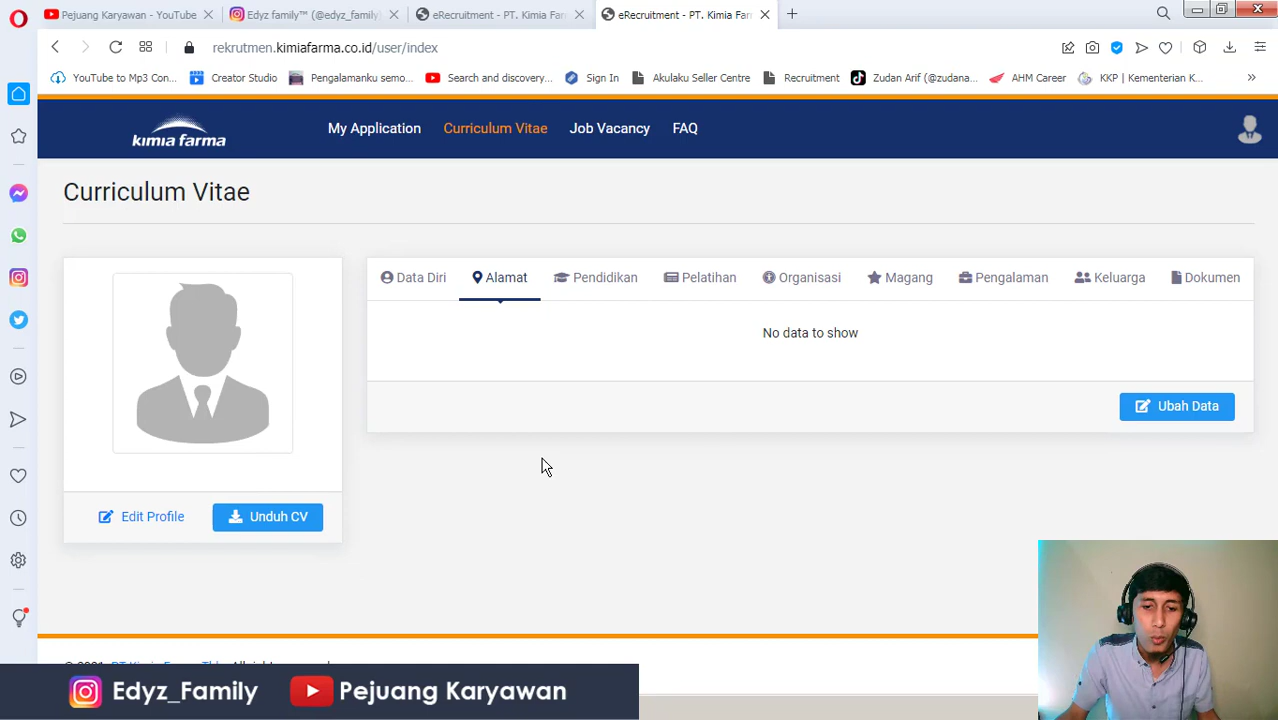 Pejuang Karyawan - YouTube
Edyz family™ (@edyz_family)
eRecruitment - PT. Kimia Far
eRecruitment - PT. Kimia Far
rekrutmen.kimiafarma.co.id/user/index
YouTube to Mp3 Con...
Creator Studio
Pengalamanku semo...
Search and discovery...
Sign In
Akulaku Seller Centre
Recruitment
Zudan Arif (@zudana...
AHM Career
KKP | Kementerian K...
kimia farma
My Application
Curriculum Vitae
Job Vacancy
FAQ
Curriculum Vitae
Data Diri
Alamat
Pendidikan
Pelatihan
Organisasi
Magang
Pengalaman
Keluarga
Dokumen
No data to show
Ubah Data
Edit Profile
Unduh CV
Edyz_Family
Pejuang Karyawan